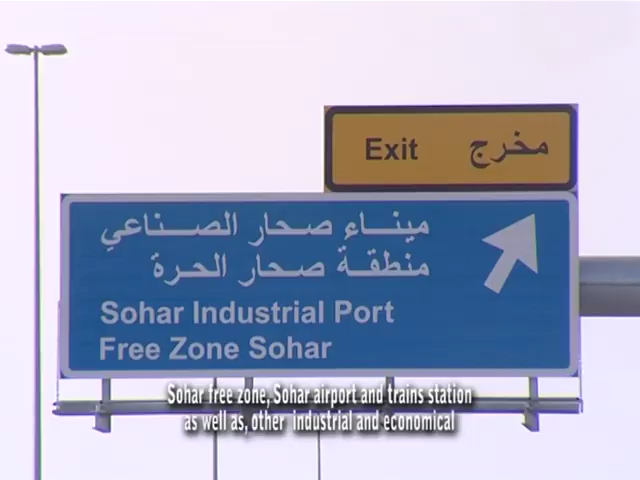 Exit مخرج
ميناء صحار الصناعي
منطقة صحار الحرة
Sohar Industrial Port
Free Zone Sohar
Sohar free zone, Sohar airport and trains station
as well as, other industrial and economical